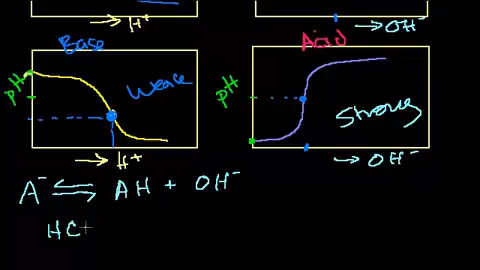 → H+
→ OH-
Base
Acid
pH
Weak
pH
Strong
→ H+
→ OH-
A- ⇌ AH + OH-
HC